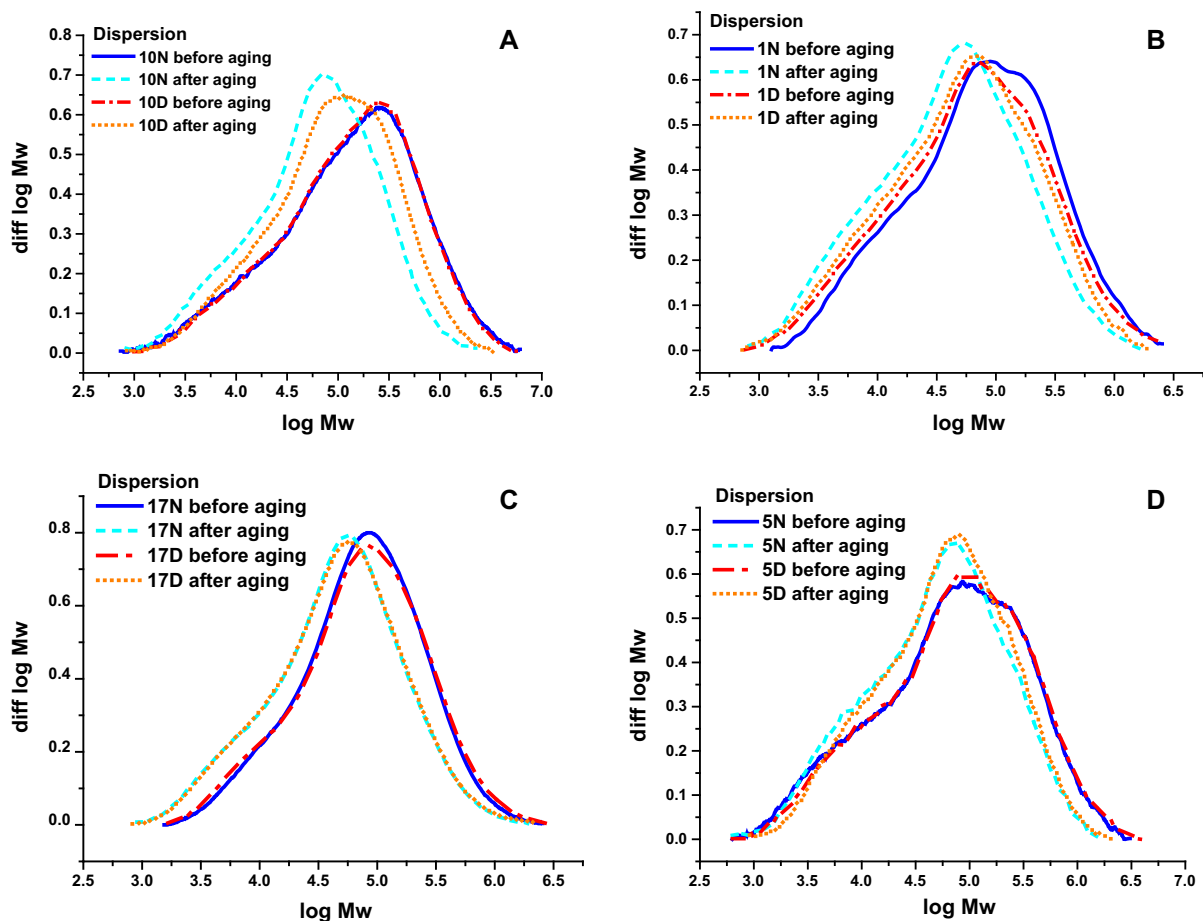 Dispersion
10N before aging
10N after aging
10D before aging
10D after aging
A
0.8
0.7
0.6
0.5
0.4
0.3
0.2
0.1
0.0
diff log Mw
2.5 3.0 3.5 4.0 4.5 5.0 5.5 6.0 6.5 7.0
log Mw
Dispersion
1N before aging
1N after aging
1D before aging
1D after aging
B
0.7
0.6
0.5
0.4
0.3
0.2
0.1
0.0
diff log Mw
2.5 3.0 3.5 4.0 4.5 5.0 5.5 6.0 6.5
log Mw
Dispersion
17N before aging
17N after aging
17D before aging
17D after aging
C
0.8
0.6
0.4
0.2
0.0
diff log Mw
2.5 3.0 3.5 4.0 4.5 5.0 5.5 6.0 6.5
log Mw
Dispersion
5N before aging
5N after aging
5D before aging
5D after aging
D
0.7
0.6
0.5
0.4
0.3
0.2
0.1
0.0
diff log Mw
2.5 3.0 3.5 4.0 4.5 5.0 5.5 6.0 6.5 7.0
log Mw